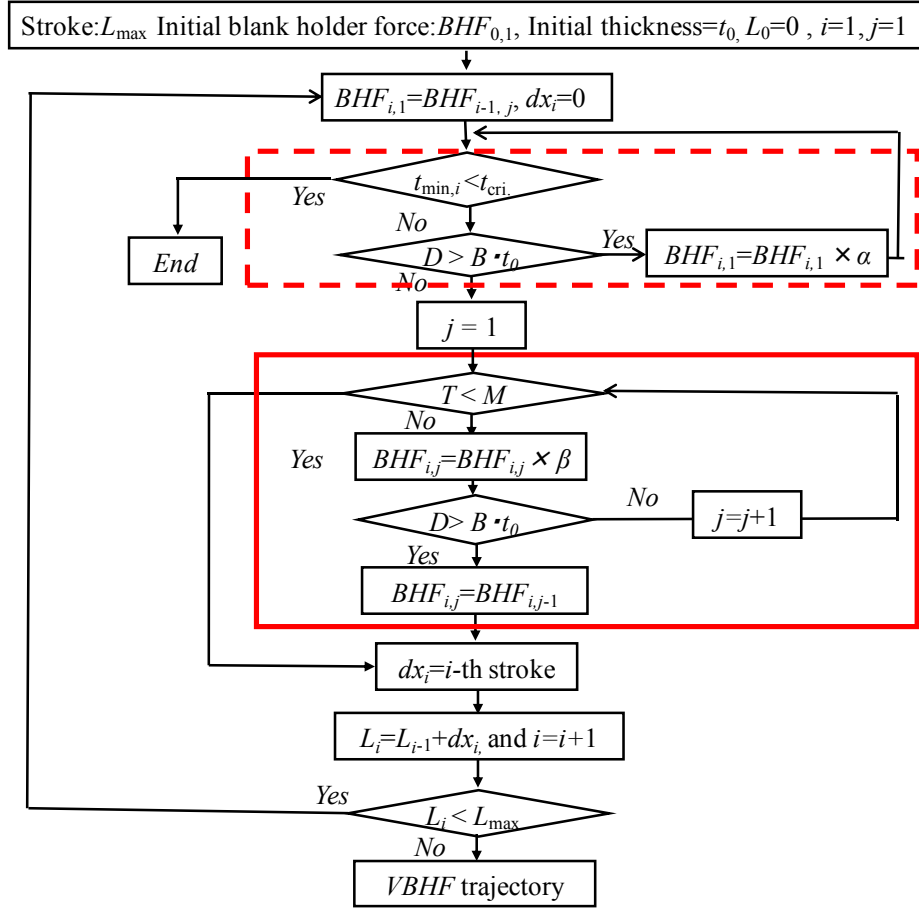 Stroke:Lmax Initial blank holder force:BHF0,1, Initial thickness=t0, L0=0 , i=1, j=1
BHFi,1=BHFi-1, j, dxi=0
tmin,i<tcri.
Yes
No
End
D > B・t0
Yes
BHFi,1=BHFi,1 × α
No
j = 1
T < M
No
Yes
BHFi,j=BHFi,j × β
D> B・t0
No
j=j+1
Yes
BHFi,j=BHFi,j-1
dxi=i-th stroke
Li=Li-1+dxi, and i=i+1
Yes
Li < Lmax
No
VBHF trajectory